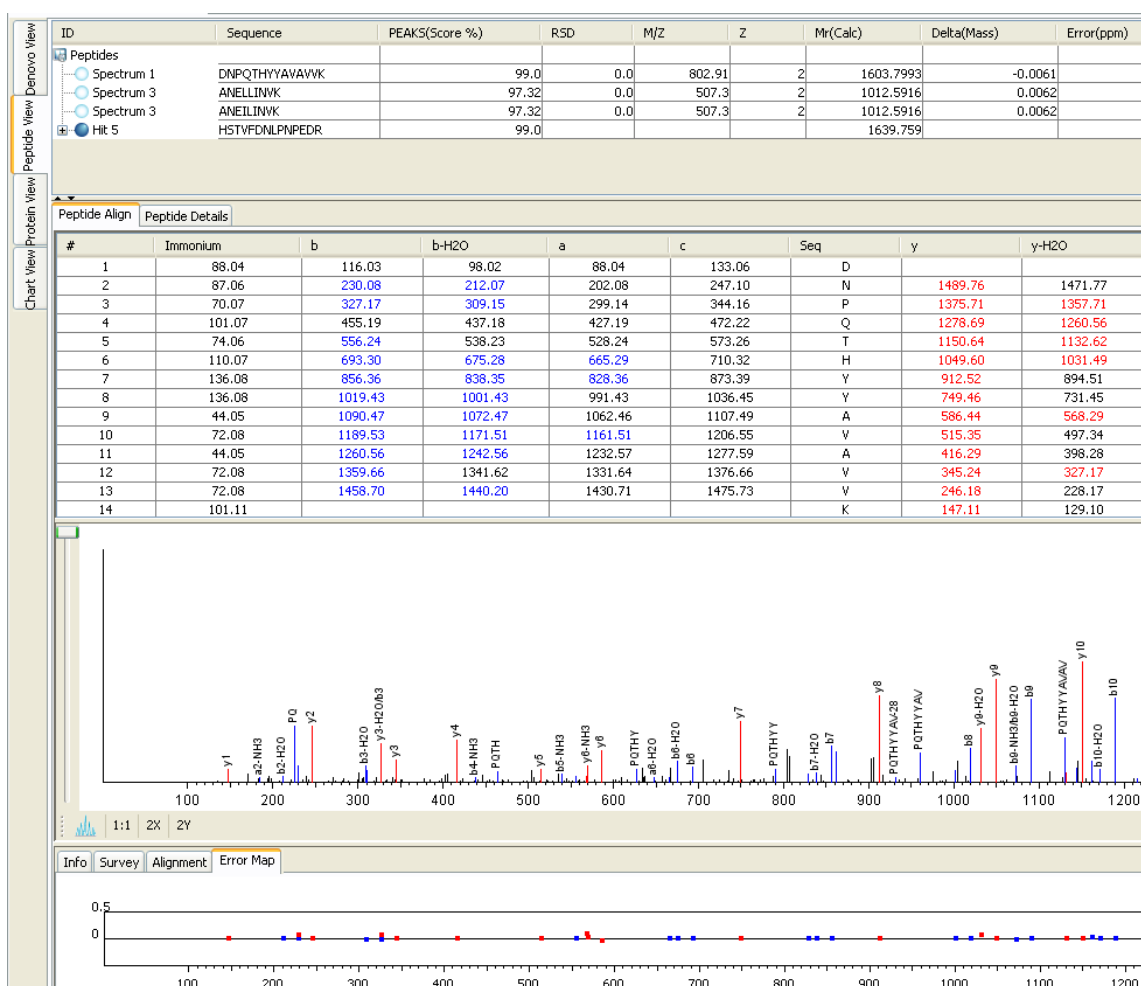 Denovo View
Peptide View
Protein View
Chart View
ID Sequence PEAKS(Score %) RSD M/Z Z Mr(Calc) Delta(Mass) Error(ppm)
Peptides
Spectrum 1 DNPQTHYYAVAVVK 99.0 0.0 802.91 2 1603.7993 -0.0061
Spectrum 3 ANELLINVK 97.32 0.0 507.3 2 1012.5916 0.0062
Spectrum 3 ANEILINVK 97.32 0.0 507.3 2 1012.5916 0.0062
Hit 5 HSTVFDNLPNPEDR 99.0 1639.759
Peptide Align Peptide Details
# Immonium b b-H2O a c Seq y y-H2O
1 88.04 116.03 98.02 88.04 133.06 D
2 87.06 230.08 212.07 202.08 247.10 N 1489.76 1471.77
3 70.07 327.17 309.15 299.14 344.16 P 1375.71 1357.71
4 101.07 455.19 437.18 427.19 472.22 Q 1278.69 1260.56
5 74.06 556.24 538.23 528.24 573.26 T 1150.64 1132.62
6 110.07 693.30 675.28 665.29 710.32 H 1049.60 1031.49
7 136.08 856.36 838.35 828.36 873.39 Y 912.52 894.51
8 136.08 1019.43 1001.43 991.43 1036.45 Y 749.46 731.45
9 44.05 1090.47 1072.47 1062.46 1107.49 A 586.44 568.29
10 72.08 1189.53 1171.51 1161.51 1206.55 V 515.35 497.34
11 44.05 1260.56 1242.56 1232.57 1277.59 A 416.29 398.28
12 72.08 1359.66 1341.62 1331.64 1376.66 V 345.24 327.17
13 72.08 1458.70 1440.20 1430.71 1475.73 V 246.18 228.17
14 101.11 K 147.11 129.10
y1
a2-NH3
b2-H2O
PQ
y2
b3-H2O
y3-H2O/b3
y3
y4
b4-NH3
PQTH
y5
b5-NH3
y6-NH3
y6
PQTHY
a6-H2O
b6-H2O
b6
y7
PQTHYY
b7-H2O
b7
y8
PQTHYYAV-28
PQTHYYAV
b8
y9-H2O
y9
b9-NH3/b9-H2O
b9
PQTHYYAVAV
y10
b10-H2O
b10
100 200 300 400 500 600 700 800 900 1000 1100 1200
1:1 2X 2Y
Info Survey Alignment Error Map
0.5
0
100 200 300 400 500 600 700 800 900 1000 1100 1200